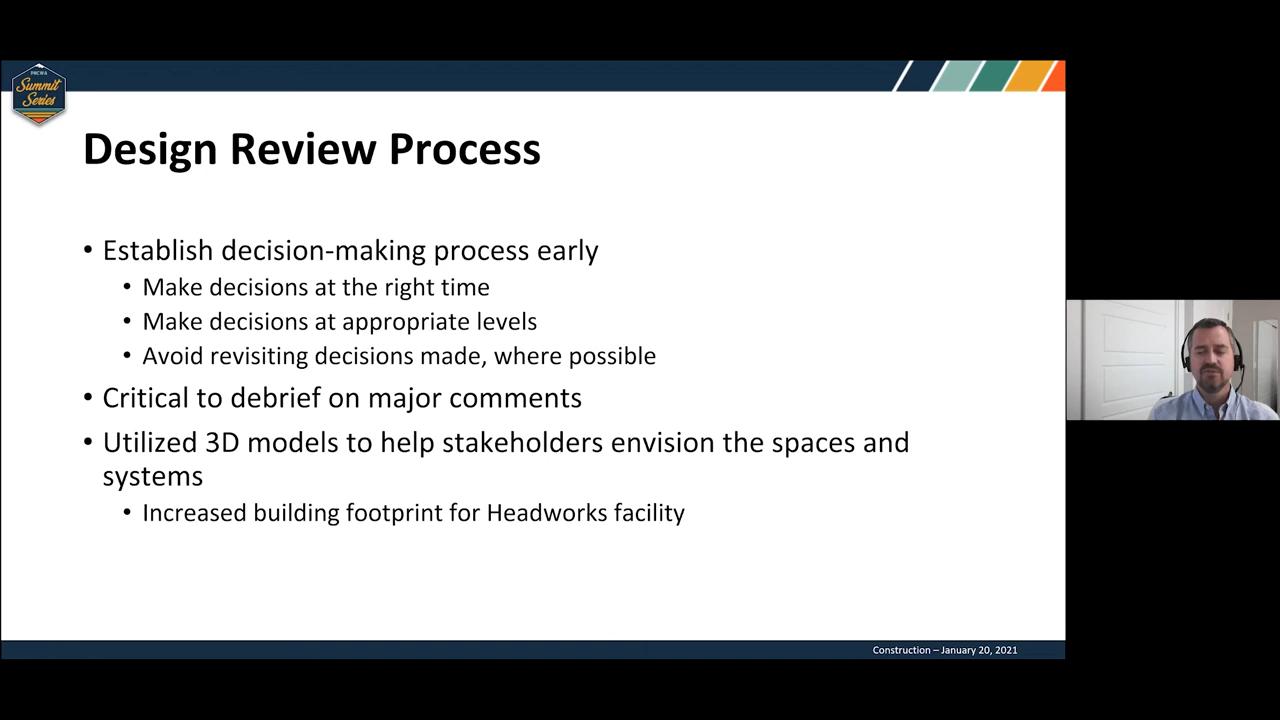 PNCWA
Summit
Series
Design Review Process
• Establish decision-making process early
• Make decisions at the right time
• Make decisions at appropriate levels
• Avoid revisiting decisions made, where possible
• Critical to debrief on major comments
• Utilized 3D models to help stakeholders envision the spaces and
systems
• Increased building footprint for Headworks facility
Construction – January 20, 2021